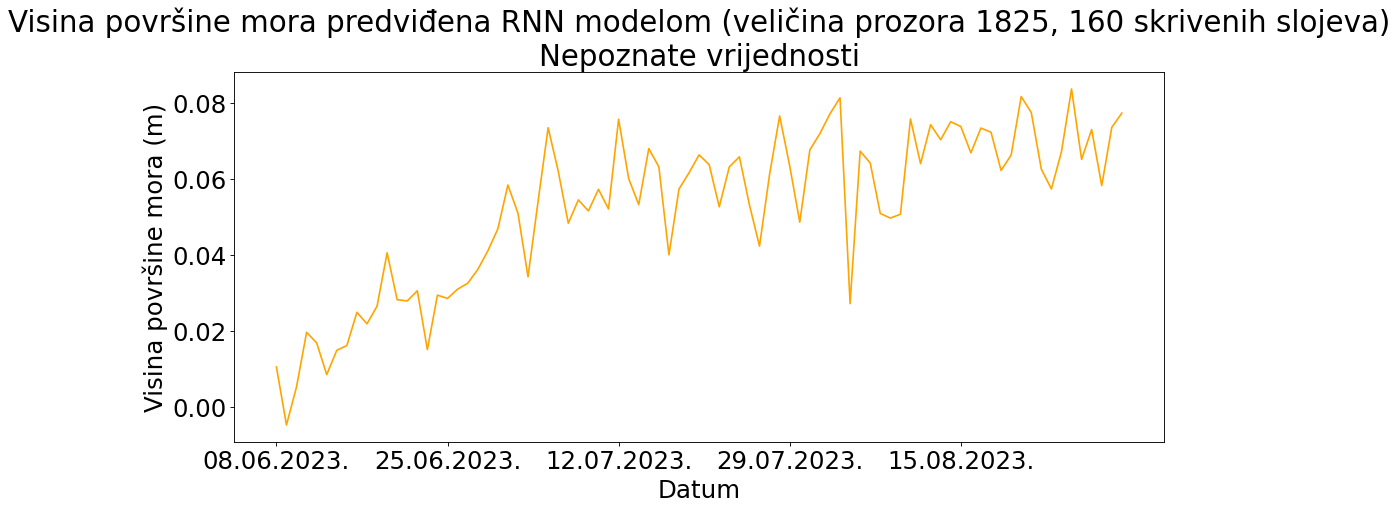 Visina površine mora predviđena RNN modelom (veličina prozora 1825, 160 skrivenih slojeva)
Nepoznate vrijednosti
Visina površine mora (m)
0.08
0.06
0.04
0.02
0.00
08.06.2023.
25.06.2023.
12.07.2023.
29.07.2023.
15.08.2023.
Datum